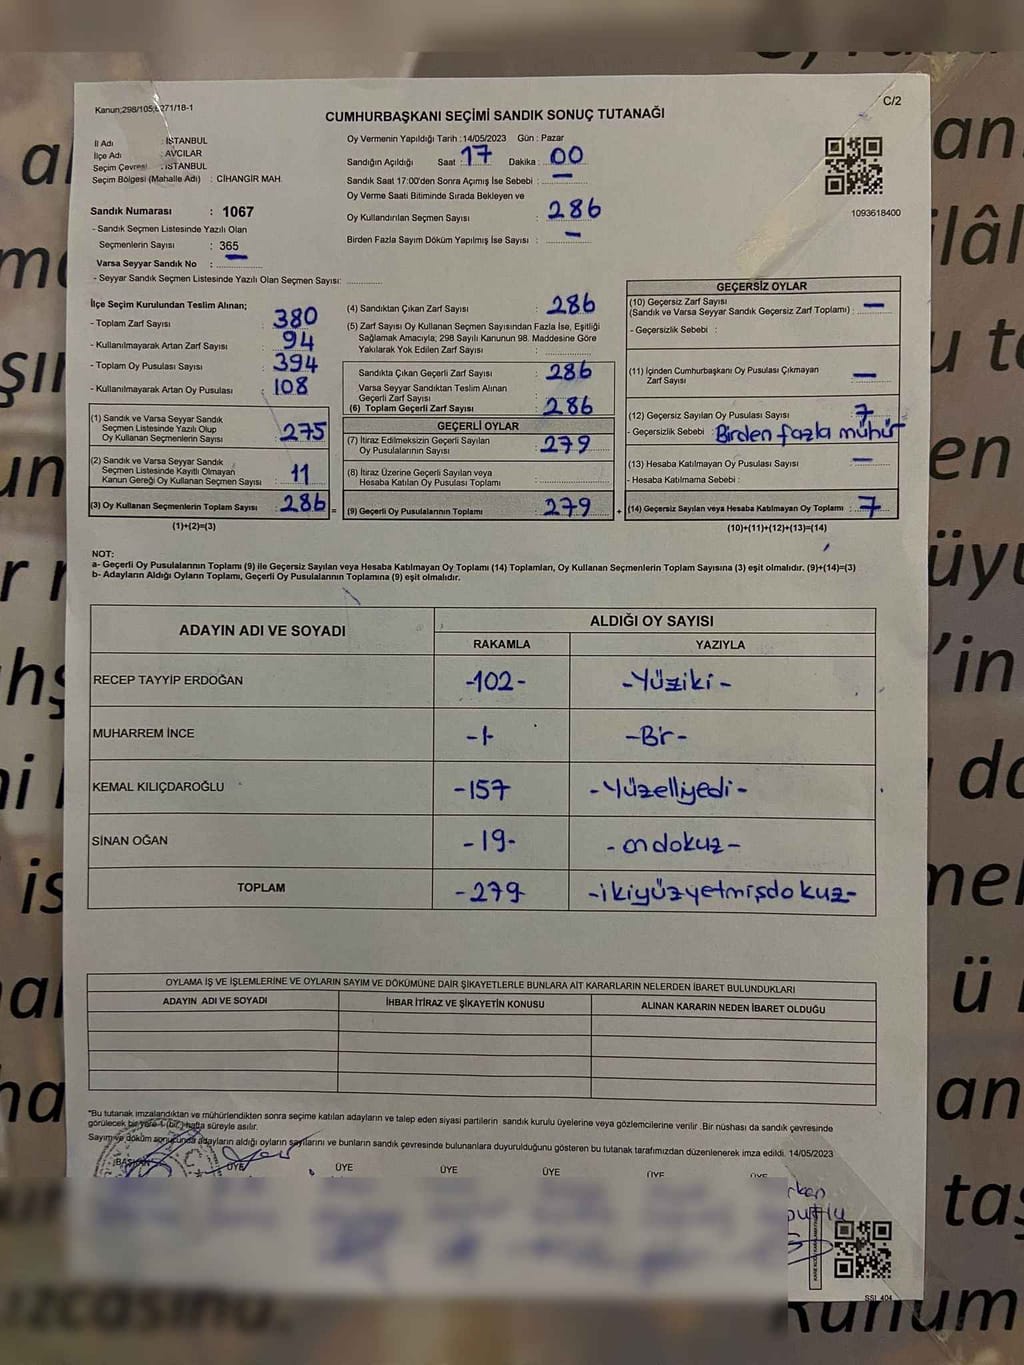 Kanun;298/105;6271/18-1
C/2
CUMHURBAŞKANI SEÇİMİ SANDIK SONUÇ TUTANAĞI
İl Adı : İSTANBUL
İlçe Adı : AVCILAR
Seçim Çevresi : İSTANBUL
Seçim Bölgesi (Mahalle Adı) : CİHANGİR MAH.
Sandık Numarası : 1067
- Sandık Seçmen Listesinde Yazılı Olan
Seçmenlerin Sayısı : 365
Varsa Seyyar Sandık No : -
- Seyyar Sandık Seçmen Listesinde Yazılı Olan Seçmen Sayısı:
Oy Vermenin Yapıldığı Tarih :14/05/2023 Gün : Pazar
Sandığın Açıldığı Saat : 17 Dakika : 00
Sandık Saat 17:00'den Sonra Açımış İse Sebebi : -
Oy Verme Saati Bitiminde Sırada Bekleyen ve
Oy Kullandırılan Seçmen Sayısı : 286
Birden Fazla Sayım Döküm Yapılmış İse Sayısı : -
1093618400
İlçe Seçim Kurulundan Teslim Alınan;
- Toplam Zarf Sayısı : 380
- Kullanılmayarak Artan Zarf Sayısı : 94
- Toplam Oy Pusulası Sayısı : 394
- Kullanılmayarak Artan Oy Pusulası : 108
(1) Sandık ve Varsa Seyyar Sandık
Seçmen Listesinde Yazılı Olup
Oy Kullanan Seçmenlerin Sayısı : 275
(2) Sandık ve Varsa Seyyar Sandık
Seçmen Listesinde Kayıtlı Olmayan
Kanun Gereği Oy Kullanan Seçmen Sayısı : 11
(3) Oy Kullanan Seçmenlerin Toplam Sayısı : 286 =
(1)+(2)=(3)
(4) Sandıktan Çıkan Zarf Sayısı : 286
(5) Zarf Sayısı Oy Kullanan Seçmen Sayısından Fazla İse, Eşitliği
Sağlamak Amacıyla; 298 Sayılı Kanunun 98. Maddesine Göre
Yakılarak Yok Edilen Zarf Sayısı :
Sandıkta Çıkan Geçerli Zarf Sayısı : 286
Varsa Seyyar Sandıktan Teslim Alınan
Geçerli Zarf Sayısı :
(6) Toplam Geçerli Zarf Sayısı : 286
GEÇERLİ OYLAR
(7) İtiraz Edilmeksizin Geçerli Sayılan
Oy Pusulalarının Sayısı : 279
(8) İtiraz Üzerine Geçerli Sayılan veya
Hesaba Katılan Oy Pusulası Toplamı :
(9) Geçerli Oy Pusulalarının Toplamı : 279 +
GEÇERSİZ OYLAR
(10) Geçersiz Zarf Sayısı
(Sandık ve Varsa Seyyar Sandık Geçersiz Zarf Toplamı) : -
- Geçersizlik Sebebi :
(11) İçinden Cumhurbaşkanı Oy Pusulası Çıkmayan
Zarf Sayısı : -
(12) Geçersiz Sayılan Oy Pusulası Sayısı : 7
- Geçersizlik Sebebi : Birden fazla mühür
(13) Hesaba Katılmayan Oy Pusulası Sayısı : -
- Hesaba Katılmama Sebebi :
(14) Geçersiz Sayılan veya Hesaba Katılmayan Oy Toplamı : 7
(10)+(11)+(12)+(13)=(14)
NOT:
a- Geçerli Oy Pusulalarının Toplamı (9) ile Geçersiz Sayılan veya Hesaba Katılmayan Oy Toplamı (14) Toplamları, Oy Kullanan Seçmenlerin Toplam Sayısına (3) eşit olmalıdır. (9)+(14)=(3)
b- Adayların Aldığı Oyların Toplamı, Geçerli Oy Pusulalarının Toplamına (9) eşit olmalıdır.
ADAYIN ADI VE SOYADI ALDIĞI OY SAYISI
RAKAMLA YAZIYLA
RECEP TAYYİP ERDOĞAN -102- -Yüziki-
MUHARREM İNCE -1- -Bir-
KEMAL KILIÇDAROĞLU -157 -Yüzelliyedi-
SİNAN OĞAN -19- -ondokuz-
TOPLAM -279- -ikiyüzyetmişdokuz-
OYLAMA İŞ VE İŞLEMLERİNE VE OYLARIN SAYIM VE DÖKÜMÜNE DAİR ŞİKAYETLERLE BUNLARA AİT KARARLARIN NELERDEN İBARET BULUNDUKLARI
ADAYIN ADI VE SOYADI İHBAR İTİRAZ VE ŞİKAYETİN KONUSU ALINAN KARARIN NEDEN İBARET OLDUĞU
*Bu tutanak imzalandıktan ve mühürlendikten sonra seçime katılan adayların ve talep eden siyasi partilerin sandık kurulu üyelerine veya gözlemcilerine verilir .Bir nüshası da sandık çevresinde
görülecek bir yere 1 (bir) hafta süreyle asılır.
Sayım ve döküm sonucunda adayların aldığı oyların sayılarını ve bunların sandık çevresinde bulunanlara duyurulduğunu gösteren bu tutanak tarafımızdan düzenlenerek imza edildi. 14/05/2023
BAŞKAN ÜYE ÜYE ÜYE ÜYE ÜYE ÜYE
SSI_404